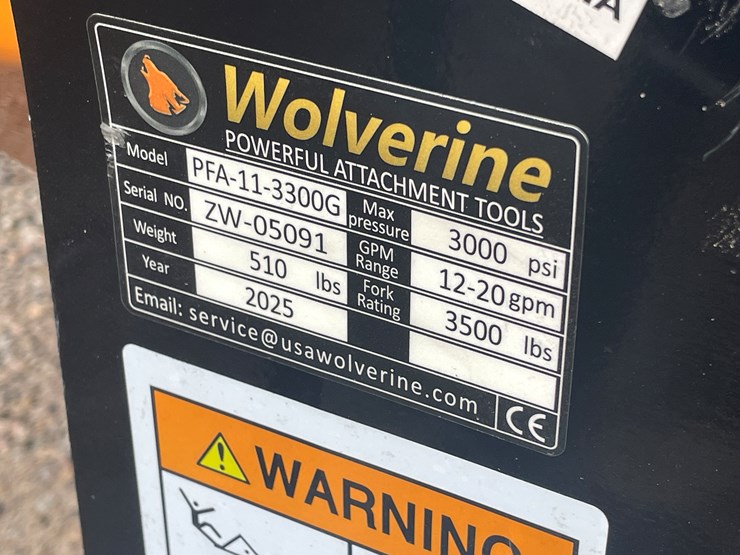 Wolverine
POWERFUL ATTACHMENT TOOLS
Model PFA-11-3300G Max pressure 3000 psi
Serial NO. ZW-05091 GPM Range 12-20 gpm
Weight 510 lbs Fork Rating 3500 lbs
Year 2025
Email: service@usawolverine.com CE
WARNING